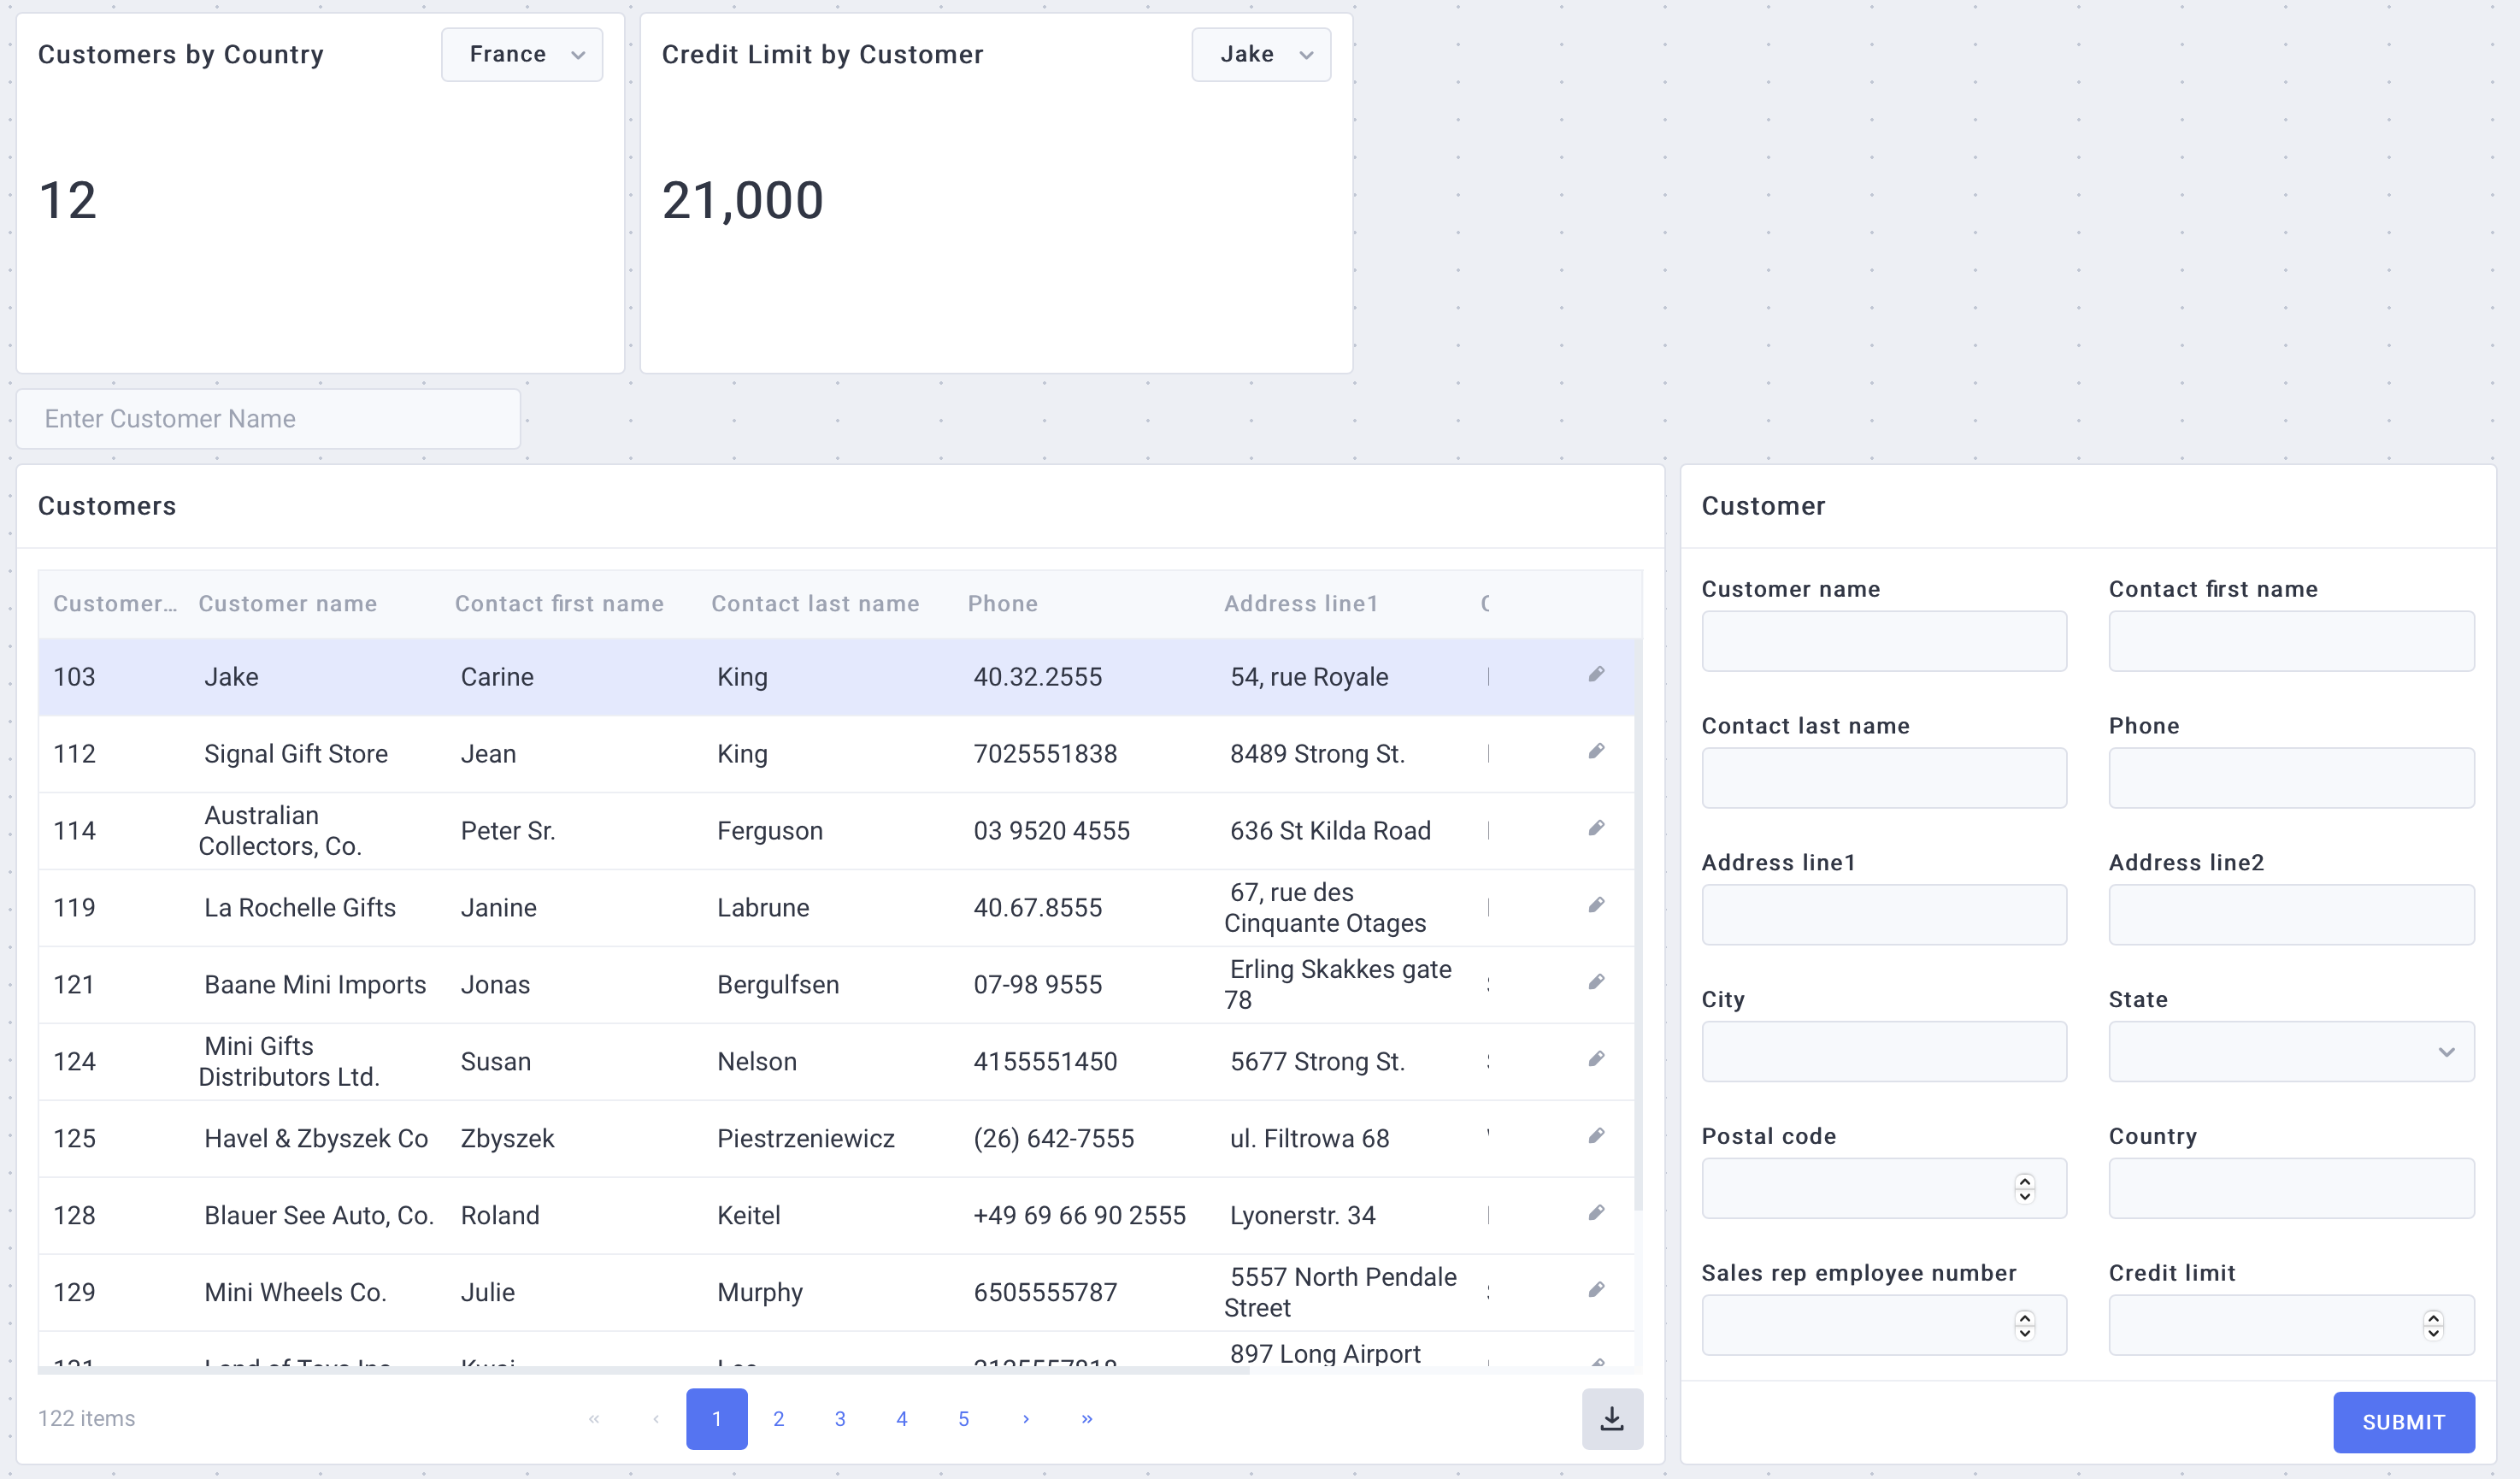 Customers by Country
France
Credit Limit by Customer
Jake
12
21,000
Enter Customer Name
Customers
Customer... Customer name Contact first name Contact last name Phone Address line1
103 Jake Carine King 40.32.2555 54, rue Royale
112 Signal Gift Store Jean King 7025551838 8489 Strong St.
114 Australian Collectors, Co. Peter Sr. Ferguson 03 9520 4555 636 St Kilda Road
119 La Rochelle Gifts Janine Labrune 40.67.8555 67, rue des Cinquante Otages
121 Baane Mini Imports Jonas Bergulfsen 07-98 9555 Erling Skakkes gate 78
124 Mini Gifts Distributors Ltd. Susan Nelson 4155551450 5677 Strong St.
125 Havel & Zbyszek Co Zbyszek Piestrzeniewicz (26) 642-7555 ul. Filtrowa 68
128 Blauer See Auto, Co. Roland Keitel +49 69 66 90 2555 Lyonerstr. 34
129 Mini Wheels Co. Julie Murphy 6505555787 5557 North Pendale Street
897 Long Airport
122 items
« ‹ 1 2 3 4 5 › »
Customer
Customer name
Contact first name
Contact last name
Phone
Address line1
Address line2
City
State
Postal code
Country
Sales rep employee number
Credit limit
SUBMIT